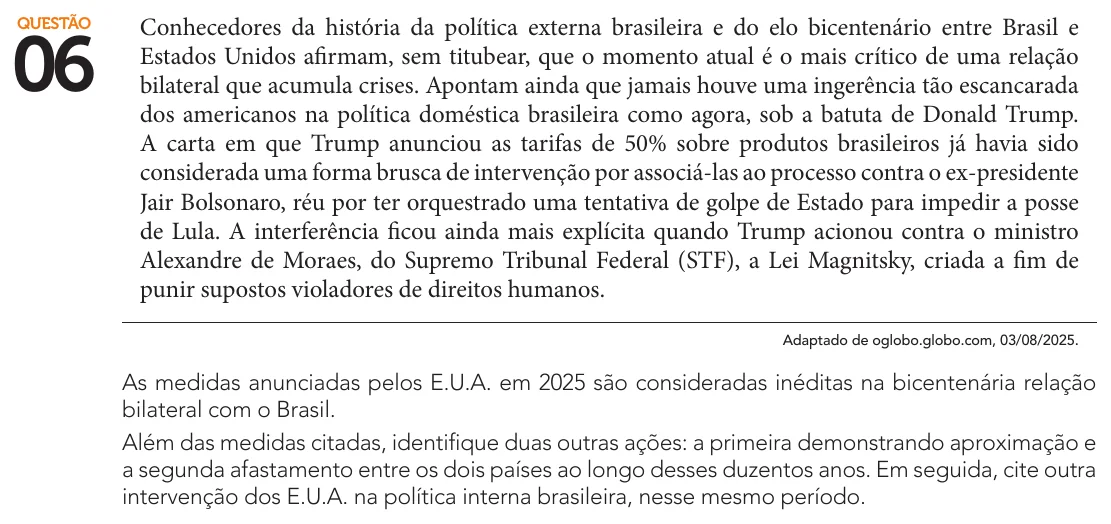 QUESTÃO
06
Conhecedores da história da política externa brasileira e do elo bicentenário entre Brasil e
Estados Unidos afirmam, sem titubear, que o momento atual é o mais crítico de uma relação
bilateral que acumula crises. Apontam ainda que jamais houve uma ingerência tão escancarada
dos americanos na política doméstica brasileira como agora, sob a batuta de Donald Trump.
A carta em que Trump anunciou as tarifas de 50% sobre produtos brasileiros já havia sido
considerada uma forma brusca de intervenção por associá-las ao processo contra o ex-presidente
Jair Bolsonaro, réu por ter orquestrado uma tentativa de golpe de Estado para impedir a posse
de Lula. A interferência ficou ainda mais explícita quando Trump acionou contra o ministro
Alexandre de Moraes, do Supremo Tribunal Federal (STF), a Lei Magnitsky, criada a fim de
punir supostos violadores de direitos humanos.
Adaptado de oglobo.globo.com, 03/08/2025.
As medidas anunciadas pelos E.U.A. em 2025 são consideradas inéditas na bicentenária relação
bilateral com o Brasil.
Além das medidas citadas, identifique duas outras ações: a primeira demonstrando aproximação e
a segunda afastamento entre os dois países ao longo desses duzentos anos. Em seguida, cite outra
intervenção dos E.U.A. na política interna brasileira, nesse mesmo período.